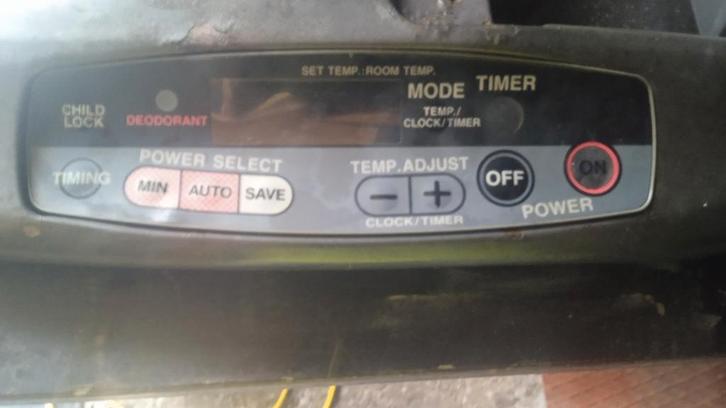 SET TEMP.:ROOM TEMP.
MODE TIMER
CHILD LOCK
DEODORANT
TEMP./
CLOCK/TIMER
POWER SELECT
TIMING
MIN AUTO SAVE
TEMP.ADJUST
- +
CLOCK/TIMER
OFF ON
POWER